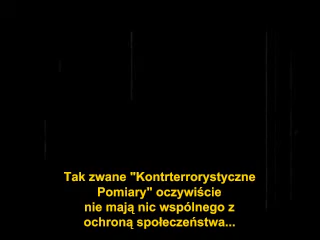 Tak zwane "Kontrterrorystyczne
Pomiary" oczywiście
nie mają nic wspólnego z
ochroną społeczeństwa...